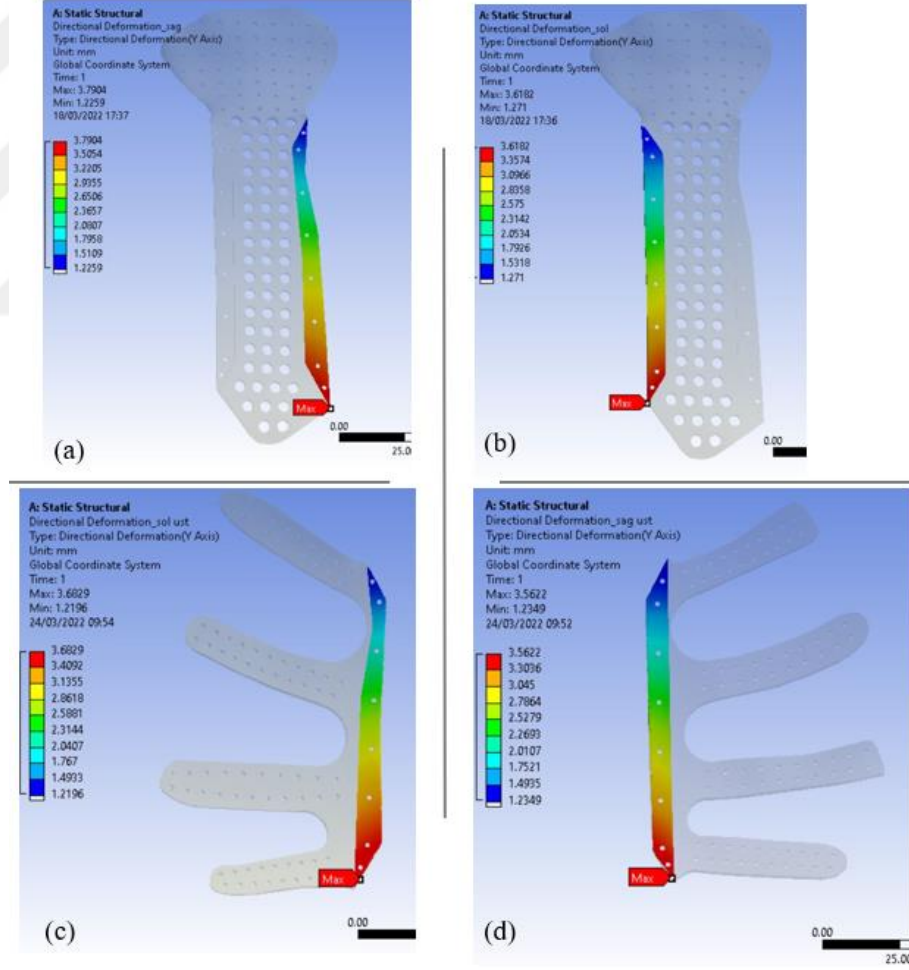 A: Static Structural
Directional Deformation_sag
Type: Directional Deformation(Y Axis)
Unit: mm
Global Coordinate System
Time: 1
Max: 3.7904
Min: 1.2259
18/03/2022 17:37
3.7904
3.5054
3.2205
2.9355
2.6506
2.3657
2.0807
1.7958
1.5109
1.2259
Max
0.00
25.0
(a)
A: Static Structural
Directional Deformation_sol
Type: Directional Deformation(Y Axis)
Unit: mm
Global Coordinate System
Time: 1
Max: 3.6182
Min: 1.271
18/03/2022 17:36
3.6182
3.3574
3.0966
2.8358
2.575
2.3142
2.0534
1.7926
1.5318
1.271
Max
0.00
(b)
A: Static Structural
Directional Deformation_sol ust
Type: Directional Deformation(Y Axis)
Unit: mm
Global Coordinate System
Time: 1
Max: 3.6829
Min: 1.2196
24/03/2022 09:54
3.6829
3.4092
3.1355
2.8618
2.5881
2.3144
2.0407
1.767
1.4933
1.2196
Max
0.00
(c)
A: Static Structural
Directional Deformation_sag ust
Type: Directional Deformation(Y Axis)
Unit: mm
Global Coordinate System
Time: 1
Max: 3.5622
Min: 1.2349
24/03/2022 09:52
3.5622
3.3036
3.045
2.7864
2.5279
2.2693
2.0107
1.7521
1.4935
1.2349
Max
0.00
25.00
(d)